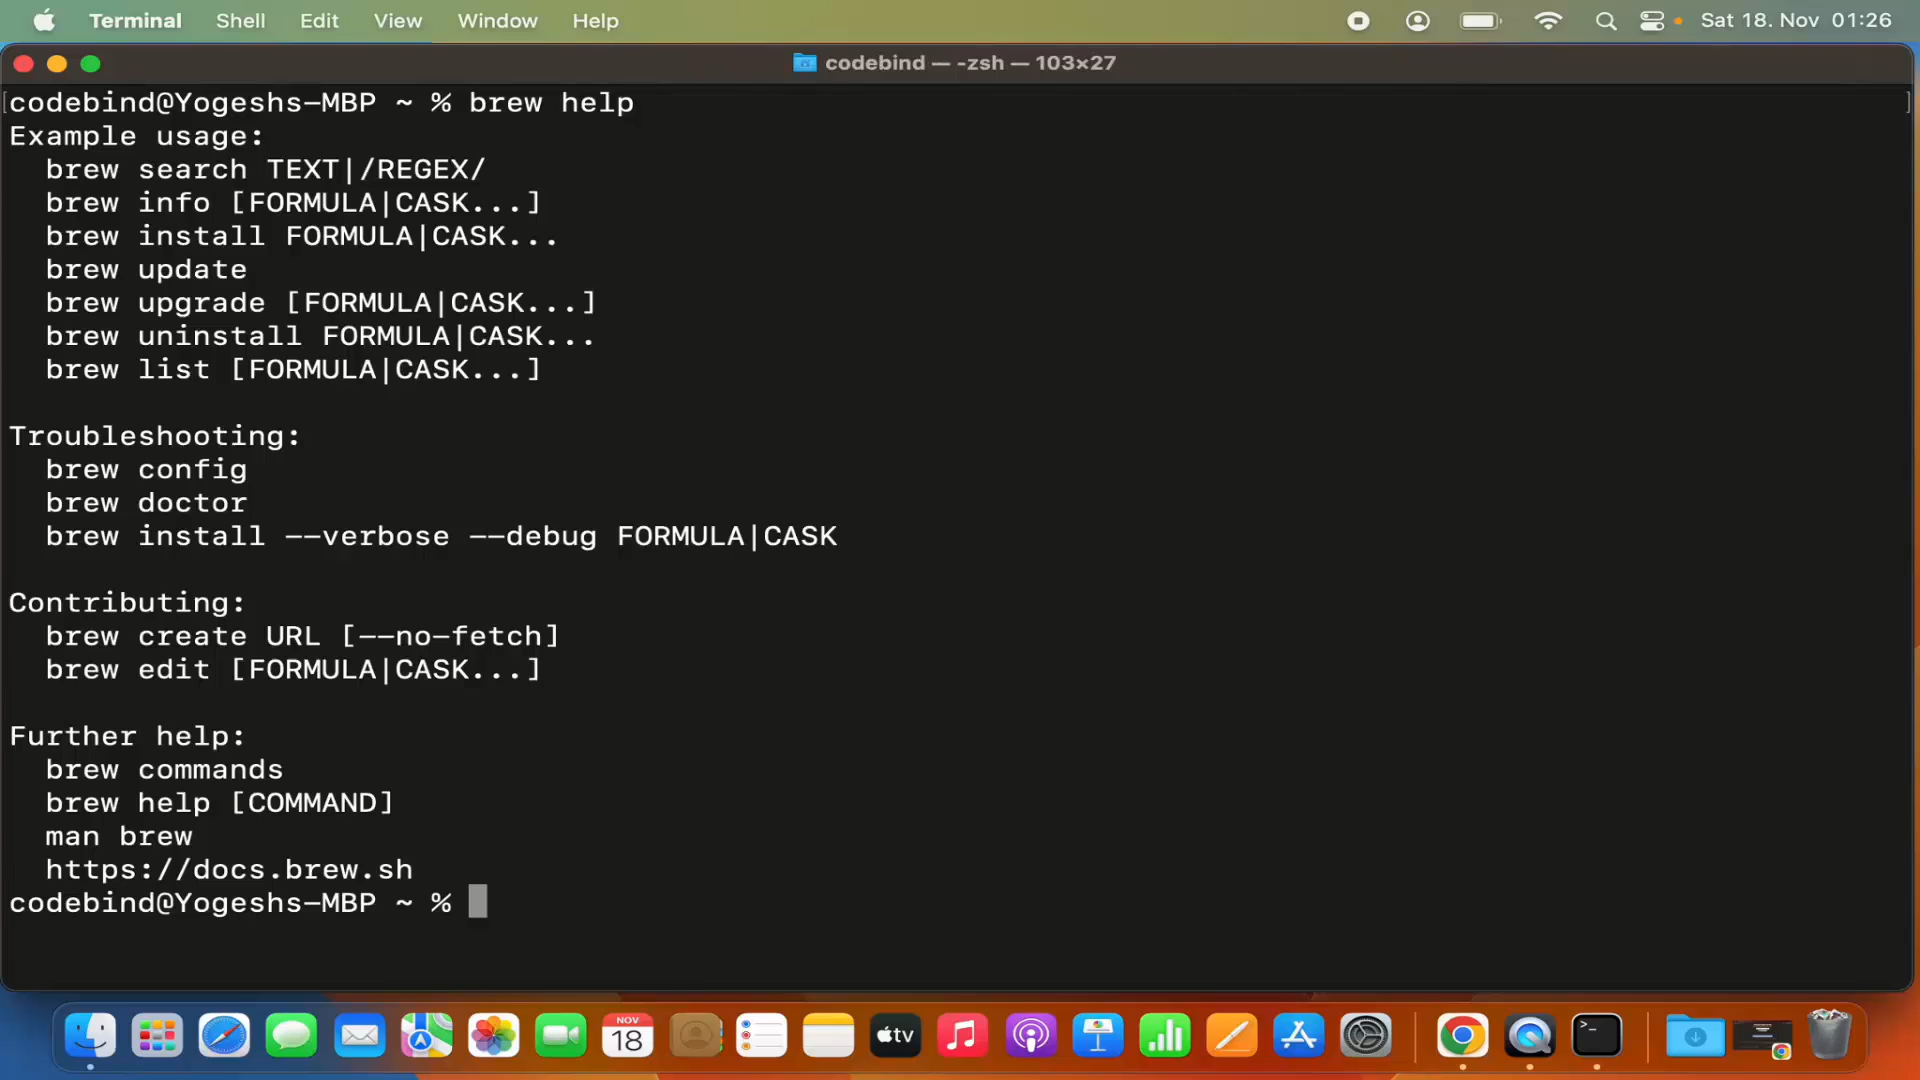 Terminal Shell Edit View Window Help Sat 18. Nov 01:26
codebind — -zsh — 103×27
codebind@Yogeshs-MBP ~ % brew help
Example usage:
  brew search TEXT|/REGEX/
  brew info [FORMULA|CASK...]
  brew install FORMULA|CASK...
  brew update
  brew upgrade [FORMULA|CASK...]
  brew uninstall FORMULA|CASK...
  brew list [FORMULA|CASK...]

Troubleshooting:
  brew config
  brew doctor
  brew install --verbose --debug FORMULA|CASK

Contributing:
  brew create URL [--no-fetch]
  brew edit [FORMULA|CASK...]

Further help:
  brew commands
  brew help [COMMAND]
  man brew
  https://docs.brew.sh
codebind@Yogeshs-MBP ~ %
NOV
18
tv
>_